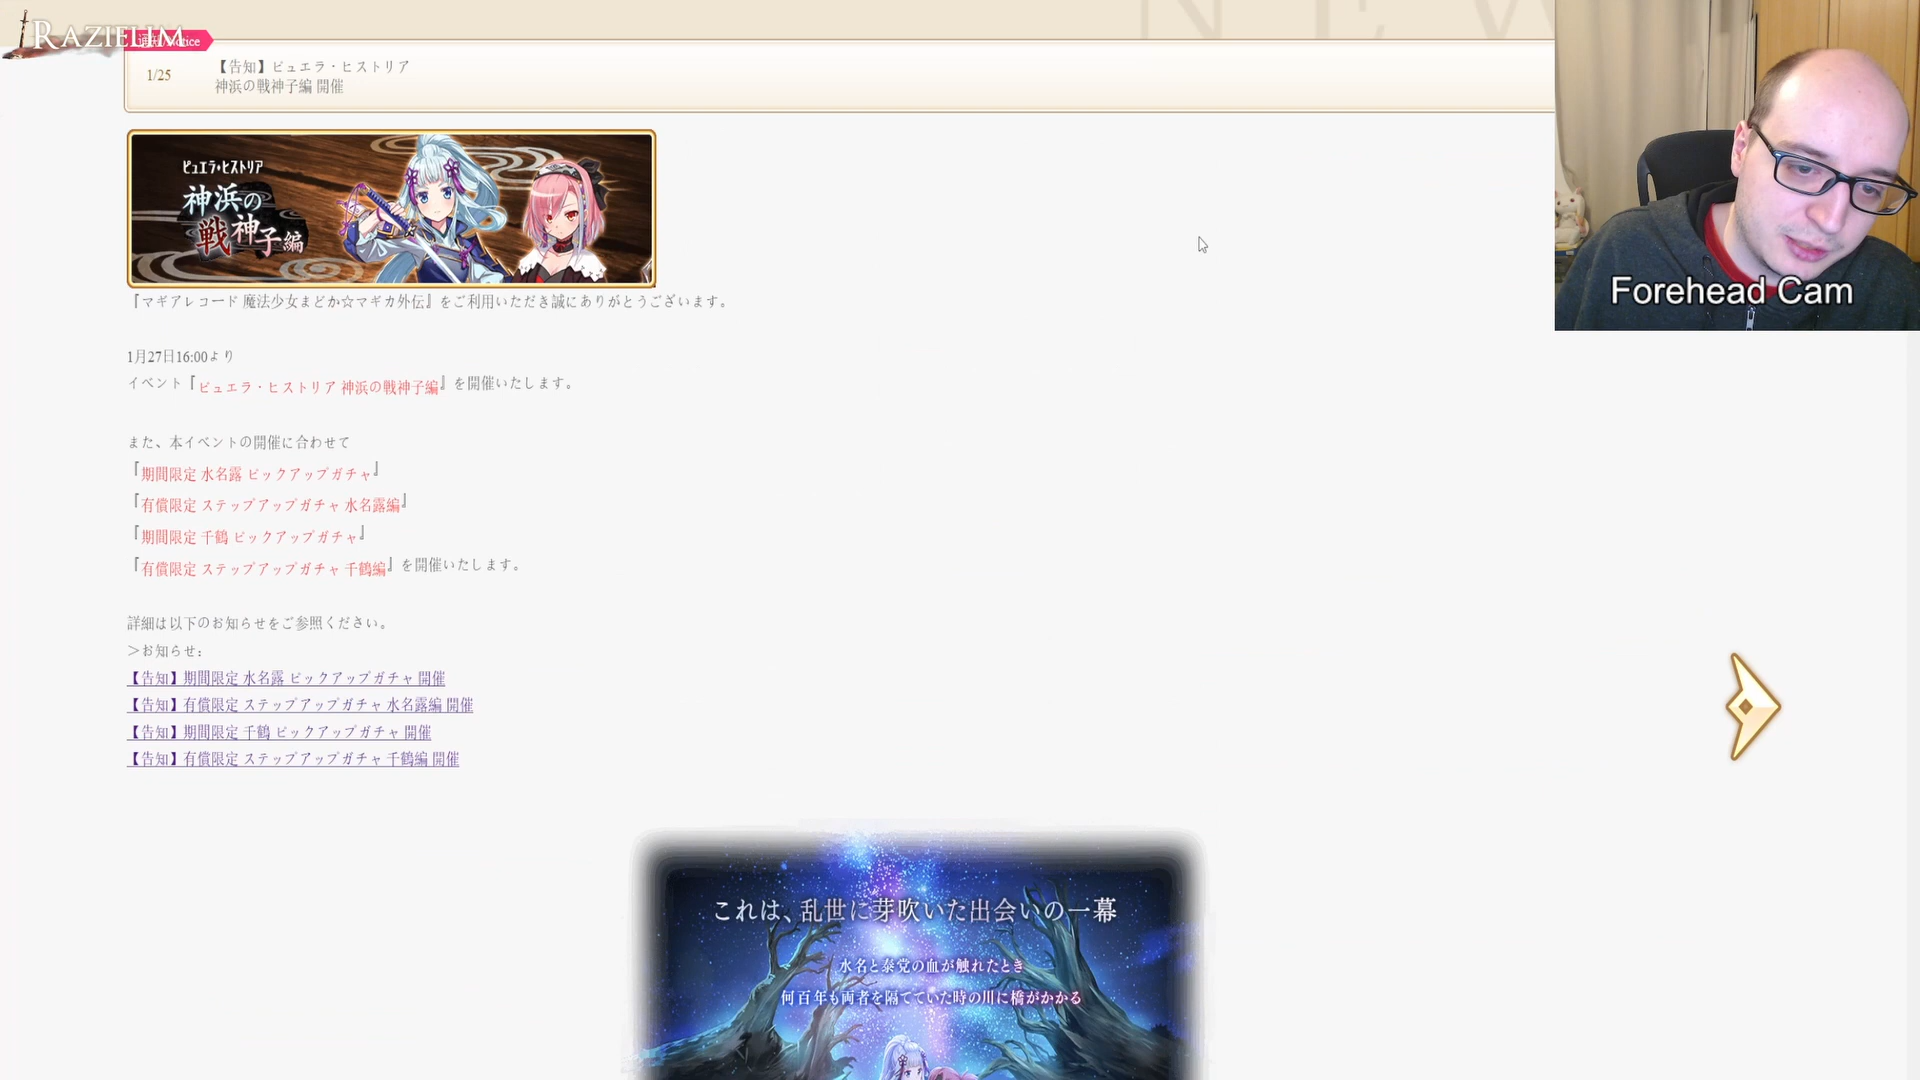 NEW
RAZIELIM
通知/Notice
1/25
【告知】ピュエラ・ヒストリア
神浜の戦神子編 開催
ピュエラ・ヒストリア
神浜の
戦神子編
『マギアレコード 魔法少女まどか☆マギカ外伝』をご利用いただき誠にありがとうございます。
1月27日16:00より
イベント『ピュエラ・ヒストリア 神浜の戦神子編』を開催いたします。
また、本イベントの開催に合わせて
『期間限定 水名露 ピックアップガチャ』
『有償限定 ステップアップガチャ 水名露編』
『期間限定 千鶴 ピックアップガチャ』
『有償限定 ステップアップガチャ 千鶴編』を開催いたします。
詳細は以下のお知らせをご参照ください。
＞お知らせ:
【告知】期間限定 水名露 ピックアップガチャ 開催
【告知】有償限定 ステップアップガチャ 水名露編 開催
【告知】期間限定 千鶴 ピックアップガチャ 開催
【告知】有償限定 ステップアップガチャ 千鶴編 開催
これは、乱世に芽吹いた出会いの一幕
水名と泰党の血が触れたとき
何百年も両者を隔てていた時の川に橋がかかる
Forehead Cam